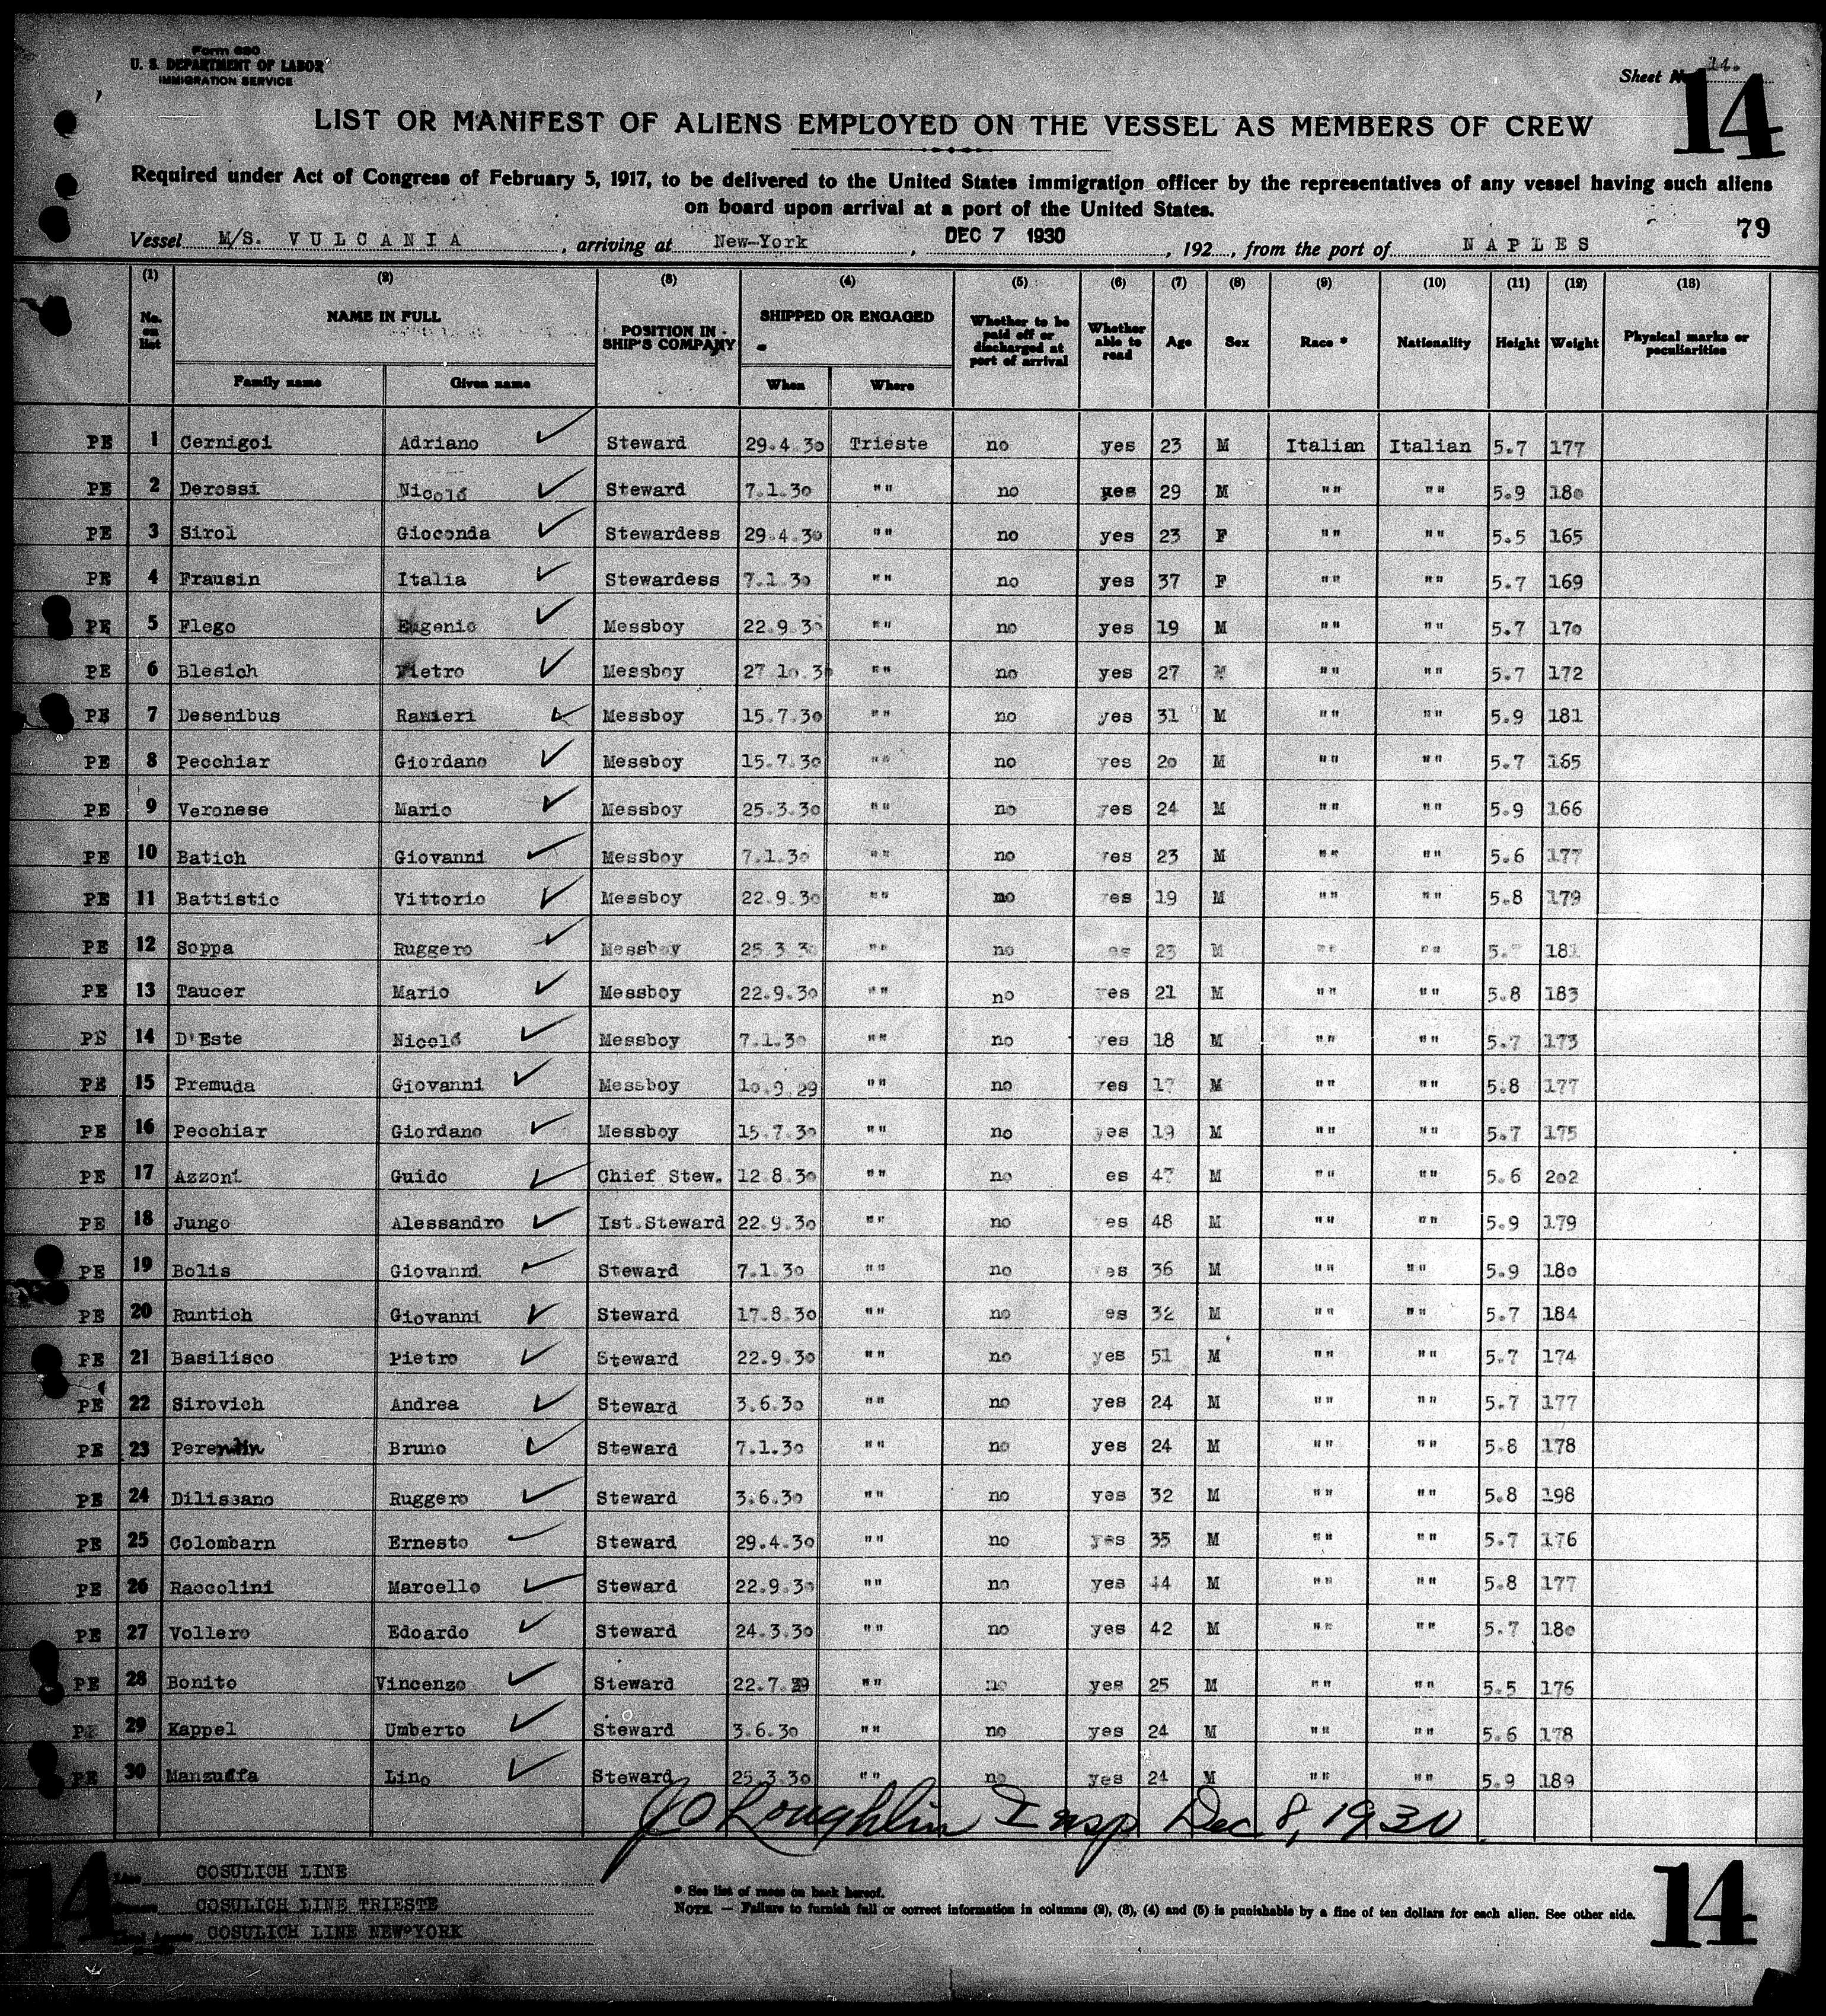 Form 680
U. S. DEPARTMENT OF LABOR
IMMIGRATION SERVICE
Sheet No. 14.
14
LIST OR MANIFEST OF ALIENS EMPLOYED ON THE VESSEL AS MEMBERS OF CREW
Required under Act of Congress of February 5, 1917, to be delivered to the United States immigration officer by the representatives of any vessel having such aliens
on board upon arrival at a port of the United States.
79
Vessel M/S. VULCANIA, arriving at New-York, DEC 7 1930, 192, from the port of NAPLES
(1) (2) (3) (4) (5) (6) (7) (8) (9) (10) (11) (12) (13)
No. on list NAME IN FULL POSITION IN SHIP'S COMPANY SHIPPED OR ENGAGED Whether to be paid off or discharged at port of arrival Whether able to read Age Sex Race * Nationality Height Weight Physical marks or peculiarities
Family name Given name When Where
PE 1 Cernigoi Adriano Steward 29.4.30 Trieste no yes 23 M Italian Italian 5.7 177
PE 2 Derossi Nicoló Steward 7.1.30 "" no yes 29 M "" "" 5.9 180
PE 3 Sirol Gioconda Stewardess 29.4.30 "" no yes 23 F "" "" 5.5 165
PE 4 Frausin Italia Stewardess 7.1.30 "" no yes 37 F "" "" 5.7 169
PE 5 Flego Eugenio Messboy 22.9.30 "" no yes 19 M "" "" 5.7 170
PE 6 Blesich Pietro Messboy 27 10.30 "" no yes 27 M "" "" 5.7 172
PE 7 Desenibus Ranieri Messboy 15.7.30 "" no yes 31 M "" "" 5.9 181
PE 8 Pecchiar Giordano Messboy 15.7.30 "" no yes 20 M "" "" 5.7 165
PE 9 Veronese Mario Messboy 25.3.30 "" no yes 24 M "" "" 5.9 166
PE 10 Batich Giovanni Messboy 7.1.30 "" no yes 23 M "" "" 5.6 177
PE 11 Battistic Vittorio Messboy 22.9.30 "" no yes 19 M "" "" 5.8 179
PE 12 Soppa Ruggero Messboy 25.3.30 "" no es 23 M "" "" 5. 181
PE 13 Taucer Mario Messboy 22.9.30 "" no yes 21 M "" "" 5.8 183
PE 14 D'Este Nicoló Messboy 7.1.30 "" no yes 18 M "" "" 5.7 173
PE 15 Premuda Giovanni Messboy 10.9.29 "" no yes 17 M "" "" 5.8 177
PE 16 Pecchiar Giordano Messboy 15.7.30 "" no yes 19 M "" "" 5.7 175
PE 17 Azzoni Guido Chief Stew. 12 8.30 "" no es 47 M "" "" 5.6 202
PE 18 Jungo Alessandro Ist.Steward 22.9.30 "" no yes 48 M "" "" 5.9 179
PE 19 Bolis Giovanni Steward 7.1.30 "" no yes 36 M "" "" 5.9 180
PE 20 Runtich Giovanni Steward 17.8.30 "" no yes 32 M "" "" 5.7 184
PE 21 Basilisco Pietro Steward 22.9.30 "" no yes 51 M "" "" 5.7 174
PE 22 Sirovich Andrea Steward 3.6.30 "" no yes 24 M "" "" 5.7 177
PE 23 Perentin Bruno Steward 7.1.30 "" no yes 24 M "" "" 5.8 178
PE 24 Dilissano Ruggero Steward 3.6.30 "" no yes 32 M "" "" 5.8 198
PE 25 Colombarn Ernesto Steward 29.4.30 "" no yes 35 M "" "" 5.7 176
PE 26 Raccolini Marcello Steward 22.9.30 "" no yes 44 M "" "" 5.8 177
PE 27 Vollero Edoardo Steward 24.3.30 "" no yes 42 M "" "" 5.7 180
PE 28 Bonito Vincenzo Steward 22.7.29 "" no yes 25 M "" "" 5.5 176
PE 29 Kappel Umberto Steward 3.6.30 "" no yes 24 M "" "" 5.6 178
PE 30 Lino Steward 25.3.30 "" no yes 24 M "" "" 5.9 189
J O'Loughlin Insp Dec 8, 1930
14
Line COSULICH LINE
COSULICH LINE TRIESTE
COSULICH LINE NEW-YORK
* See list of races on back hereof.
NOTE. — Failure to furnish full or correct information in columns (2), (3), (4) and (5) is punishable by a fine of ten dollars for each alien. See other side.
14